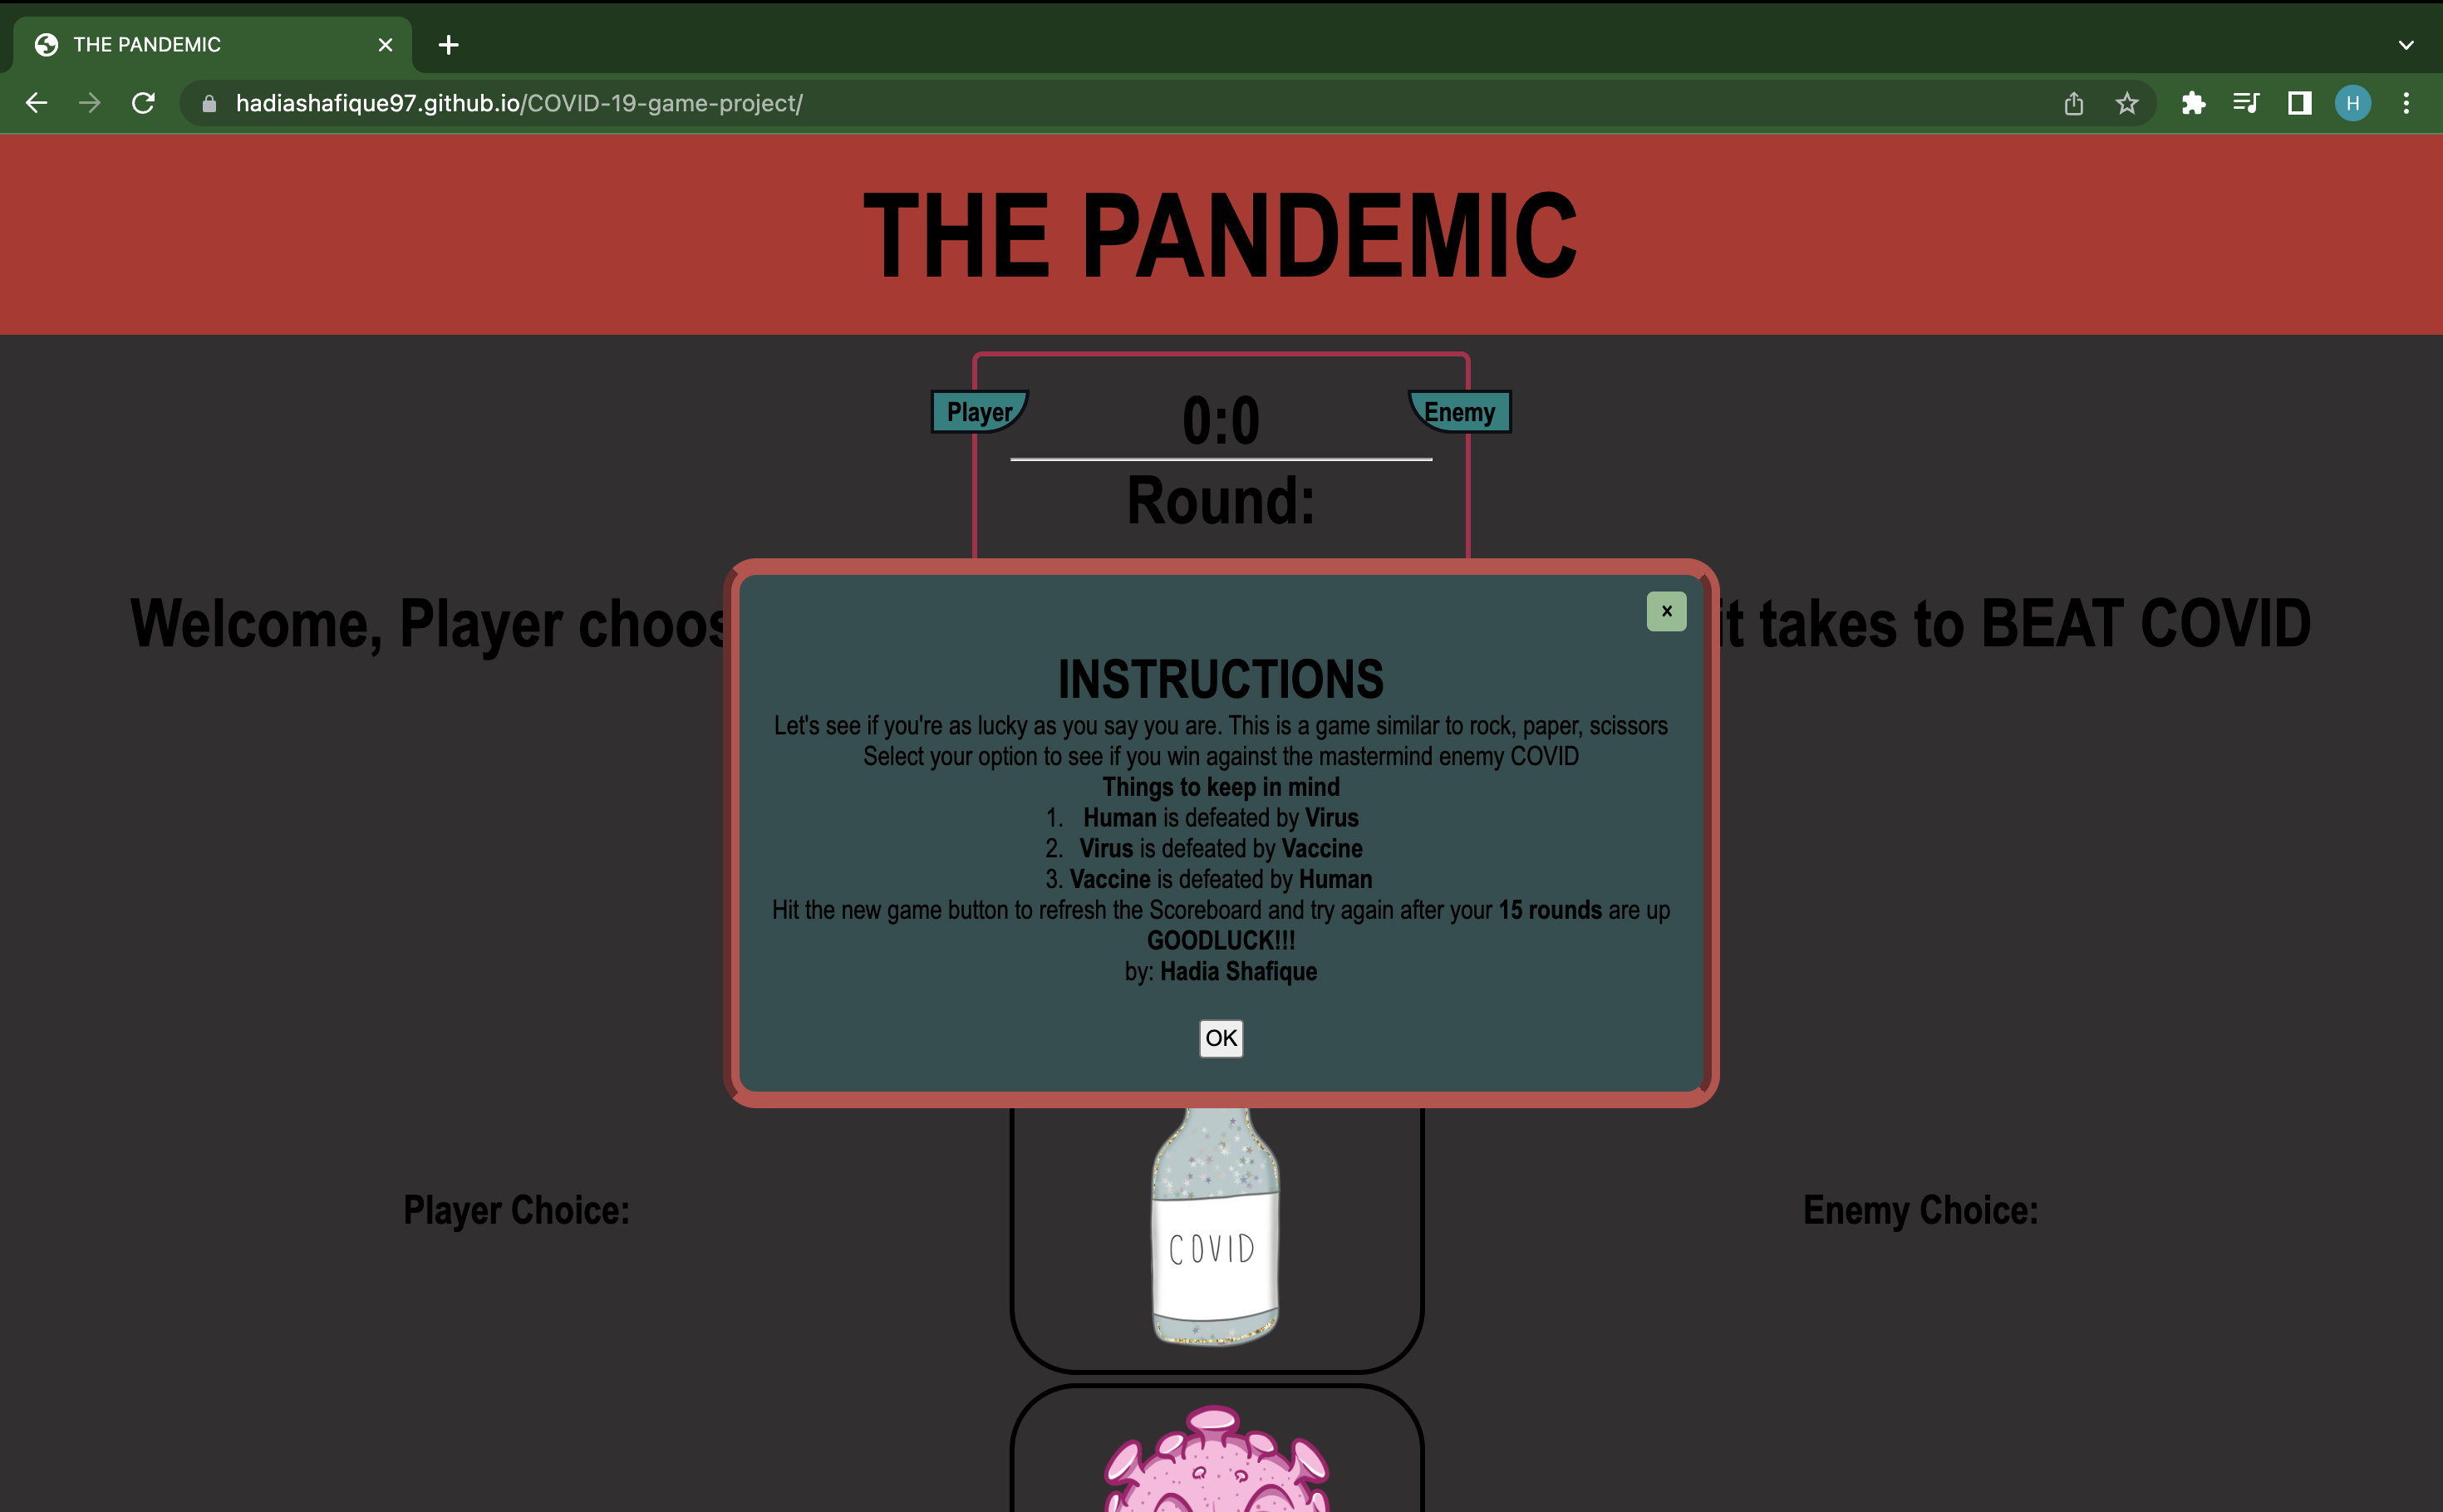 THE PANDEMIC
hadiashafique97.github.io/COVID-19-game-project/
H
THE PANDEMIC
Player
0:0
Enemy
Round:
Welcome, Player choos
it takes to BEAT COVID
×
INSTRUCTIONS
Let's see if you're as lucky as you say you are. This is a game similar to rock, paper, scissors
Select your option to see if you win against the mastermind enemy COVID
Things to keep in mind
1. Human is defeated by Virus
2. Virus is defeated by Vaccine
3. Vaccine is defeated by Human
Hit the new game button to refresh the Scoreboard and try again after your 15 rounds are up
GOODLUCK!!!
by: Hadia Shafique
OK
Player Choice:
COVID
Enemy Choice: